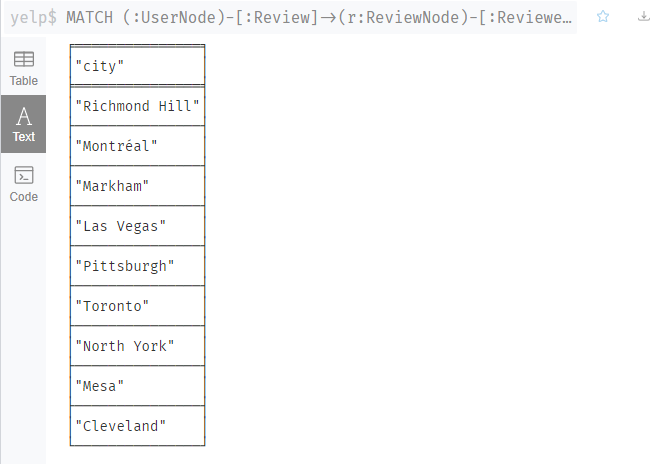 yelp$ MATCH (:UserNode)-[:Review]->(r:ReviewNode)-[:Reviewe…
Table
Text
Code
"city"
"Richmond Hill"
"Montréal"
"Markham"
"Las Vegas"
"Pittsburgh"
"Toronto"
"North York"
"Mesa"
"Cleveland"